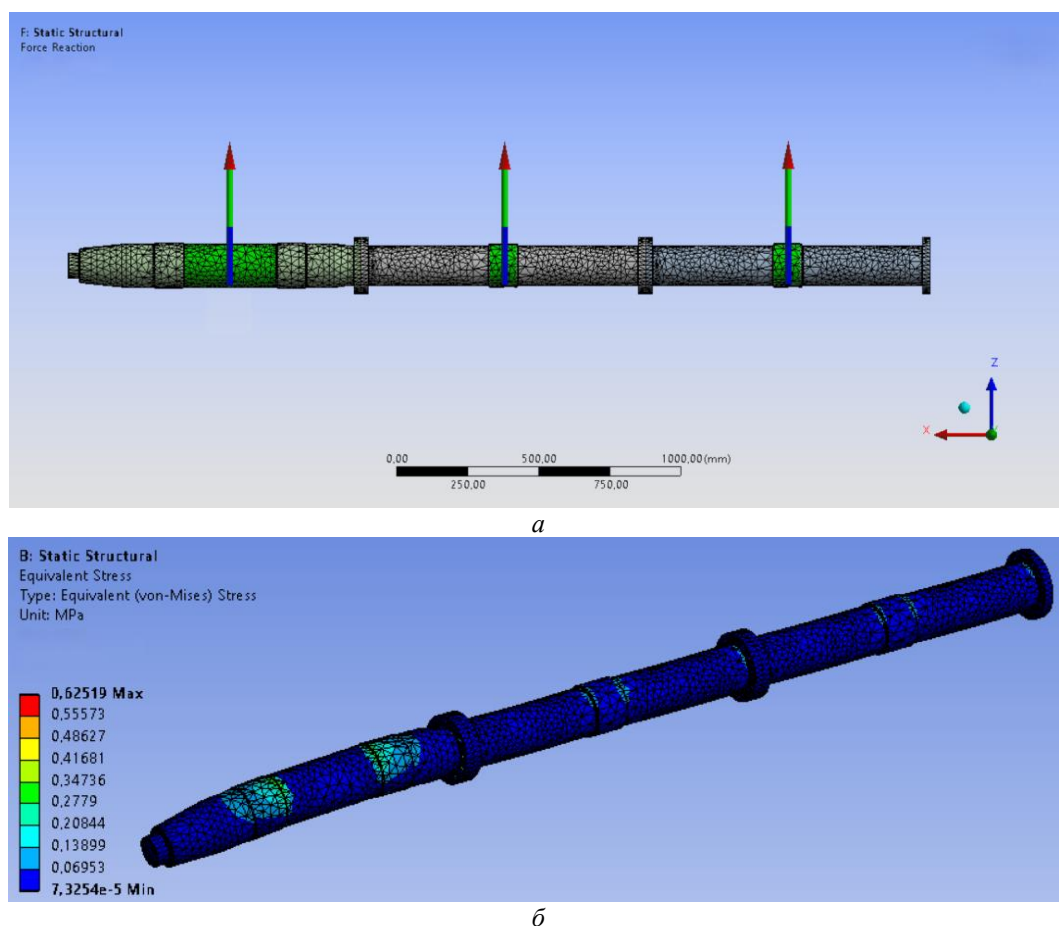 F: Static Structural
Force Reaction
Z
X
Y
0,00 500,00 1000,00 (mm)
250,00 750,00
а
B: Static Structural
Equivalent Stress
Type: Equivalent (von-Mises) Stress
Unit: MPa
0,62519 Max
0,55573
0,48627
0,41681
0,34736
0,2779
0,20844
0,13899
0,06953
7,3254e-5 Min
б